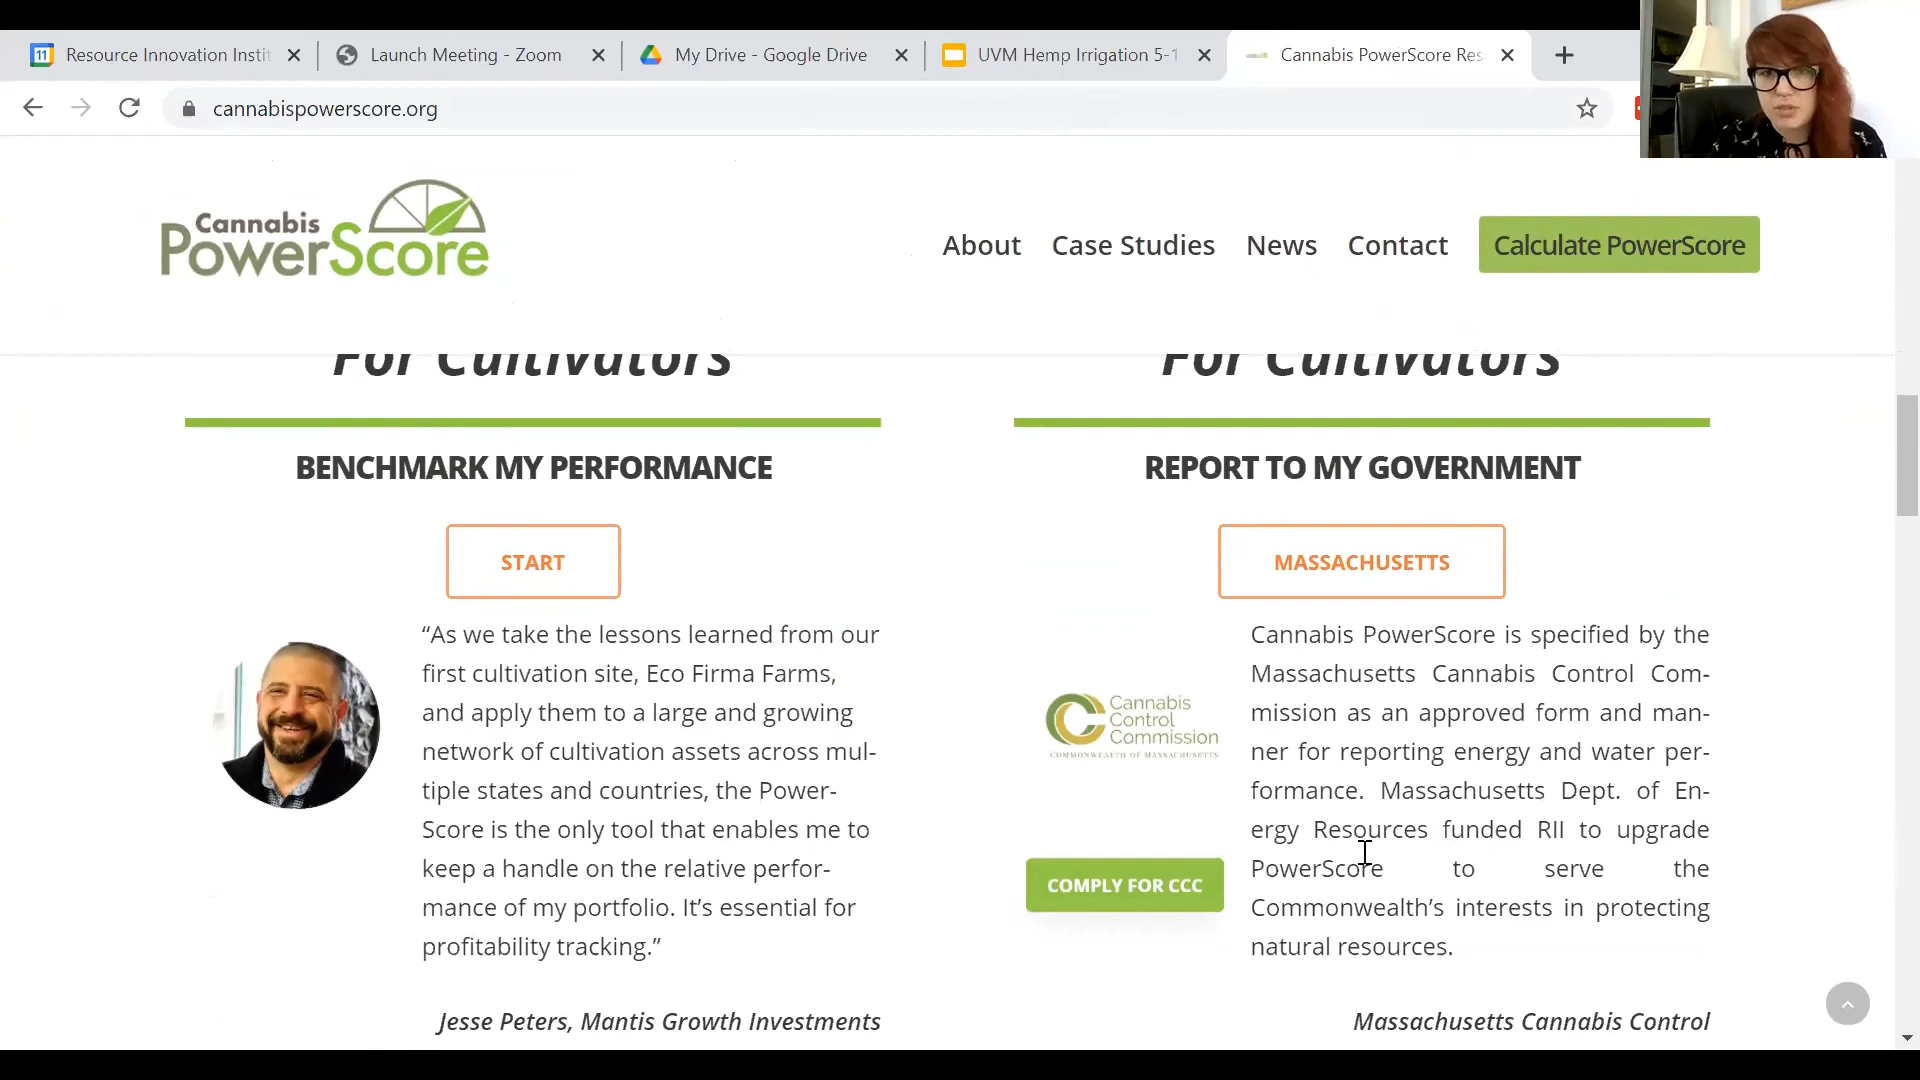 11 Resource Innovation Instit
Launch Meeting - Zoom
My Drive - Google Drive
UVM Hemp Irrigation 5-1
Cannabis PowerScore Res
cannabispowerscore.org
Cannabis
PowerScore
About Case Studies News Contact Calculate PowerScore
For Cultivators
BENCHMARK MY PERFORMANCE
START
“As we take the lessons learned from our
first cultivation site, Eco Firma Farms,
and apply them to a large and growing
network of cultivation assets across mul-
tiple states and countries, the Power-
Score is the only tool that enables me to
keep a handle on the relative perfor-
mance of my portfolio. It’s essential for
profitability tracking.”
Jesse Peters, Mantis Growth Investments
For Cultivators
REPORT TO MY GOVERNMENT
MASSACHUSETTS
Cannabis
Control
Commission
COMMONWEALTH OF MASSACHUSETTS
COMPLY FOR CCC
Cannabis PowerScore is specified by the
Massachusetts Cannabis Control Com-
mission as an approved form and man-
ner for reporting energy and water per-
formance. Massachusetts Dept. of En-
ergy Resources funded RII to upgrade
PowerScore to serve the
Commonwealth’s interests in protecting
natural resources.
Massachusetts Cannabis Control